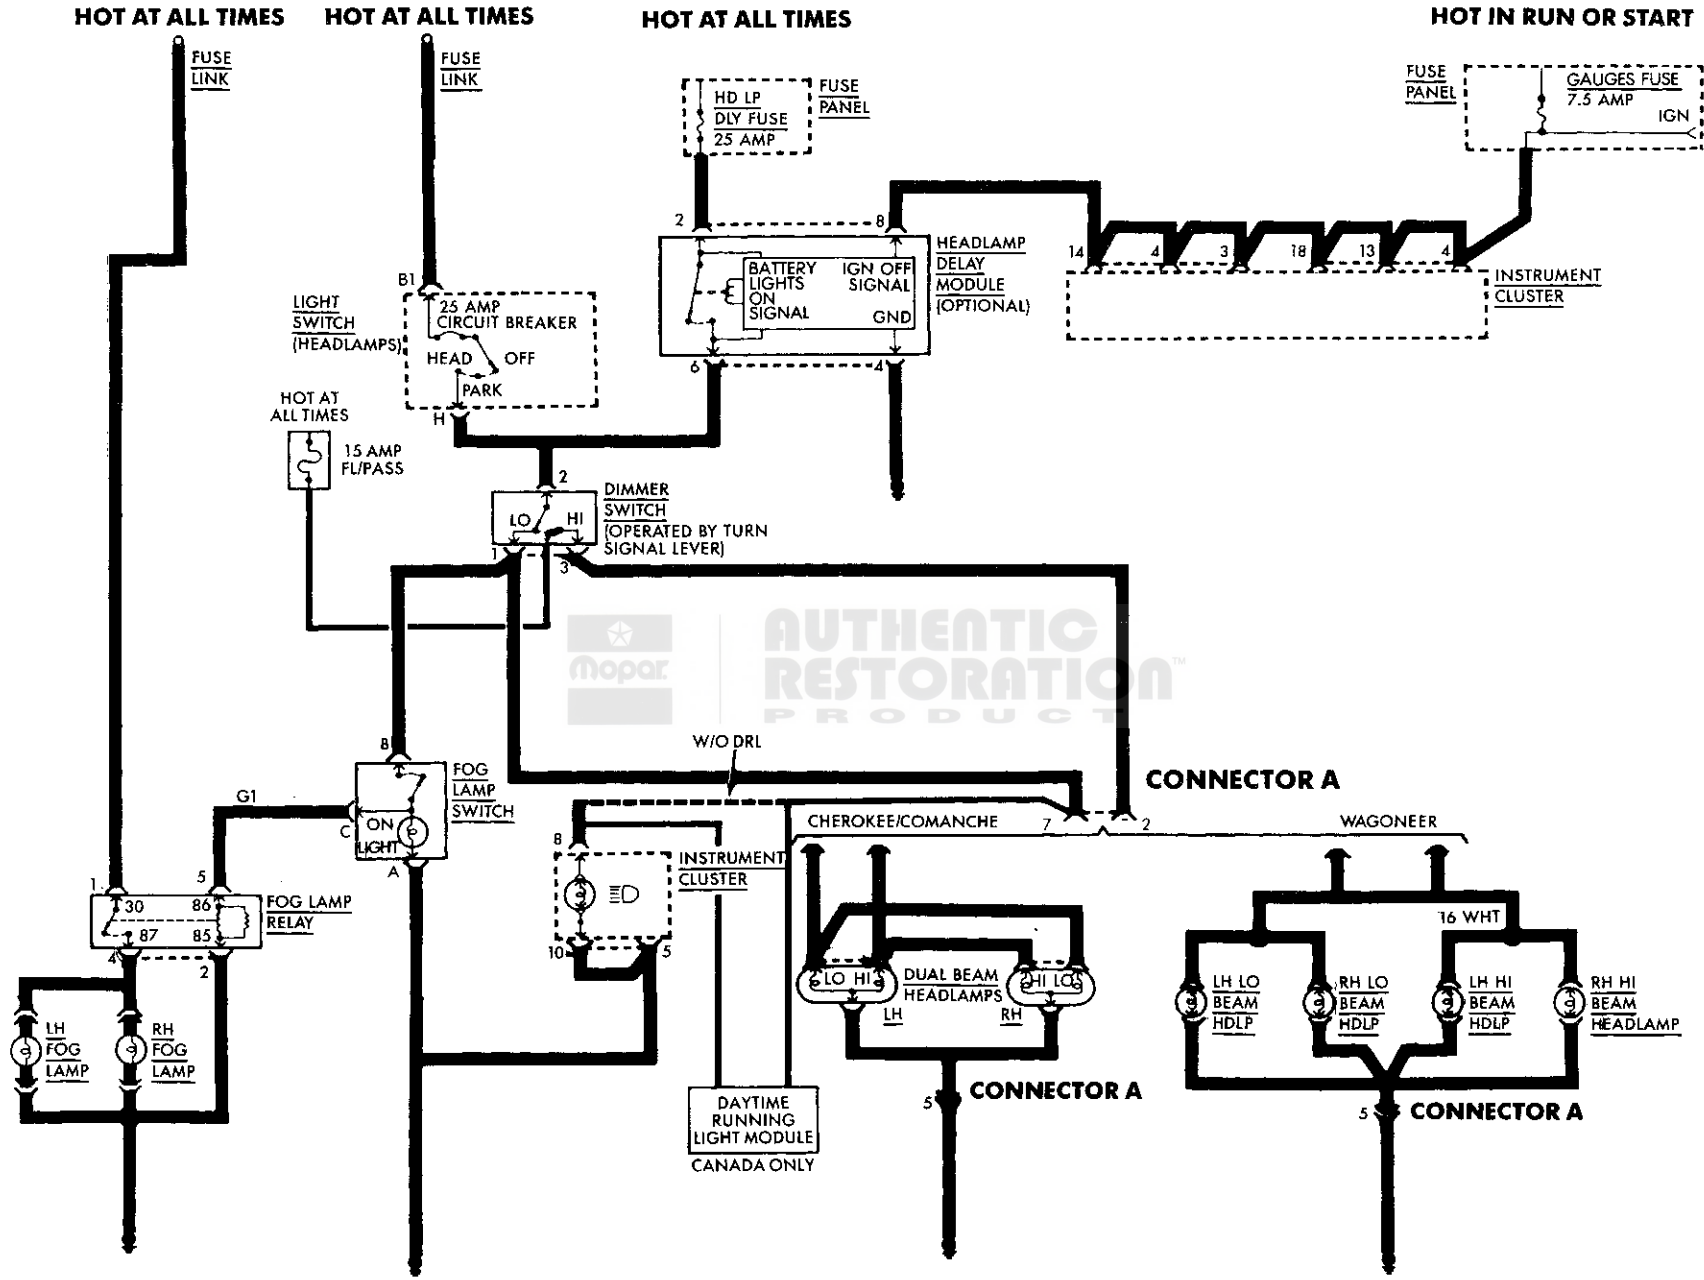 HOT AT ALL TIMES
HOT AT ALL TIMES
HOT AT ALL TIMES
HOT IN RUN OR START
FUSE
LINK
FUSE
LINK
HD LP
DLY FUSE
25 AMP
FUSE
PANEL
FUSE
PANEL
GAUGES FUSE
7.5 AMP
IGN
2
8
14
4
3
18
13
4
HEADLAMP
DELAY
MODULE
(OPTIONAL)
BATTERY
LIGHTS
ON
SIGNAL
IGN OFF
SIGNAL
GND
INSTRUMENT
CLUSTER
B1
LIGHT
SWITCH
(HEADLAMPS)
25 AMP
CIRCUIT BREAKER
HEAD
OFF
PARK
H
6
4
HOT AT
ALL TIMES
15 AMP
FL/PASS
2
DIMMER
SWITCH
(OPERATED BY TURN
SIGNAL LEVER)
LO
HI
1
3
Mopar
AUTHENTIC
RESTORATION™
PRODUCT
W/O DRL
B
FOG
LAMP
SWITCH
G1
C
ON
LIGHT
A
CONNECTOR A
7
2
CHEROKEE/COMANCHE
WAGONEER
8
INSTRUMENT
CLUSTER
10
5
1
5
30
86
87
85
FOG LAMP
RELAY
4
2
16 WHT
LO HI
HI LO
DUAL BEAM
HEADLAMPS
LH
RH
LH LO
BEAM
HDLP
RH LO
BEAM
HDLP
LH HI
BEAM
HDLP
RH HI
BEAM
HEADLAMP
LH
FOG
LAMP
RH
FOG
LAMP
DAYTIME
RUNNING
LIGHT MODULE
CANADA ONLY
5
CONNECTOR A
5
CONNECTOR A